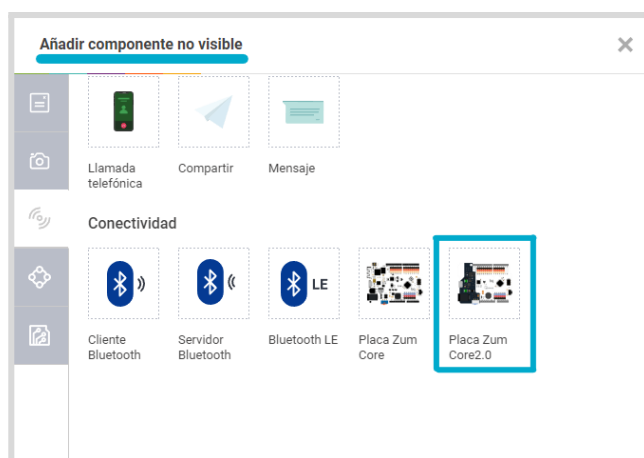 Añadir componente no visible
Llamada
telefónica
Compartir
Mensaje
Conectividad
LE
Cliente
Bluetooth
Servidor
Bluetooth
Bluetooth LE
Placa Zum
Core
Placa Zum
Core2.0